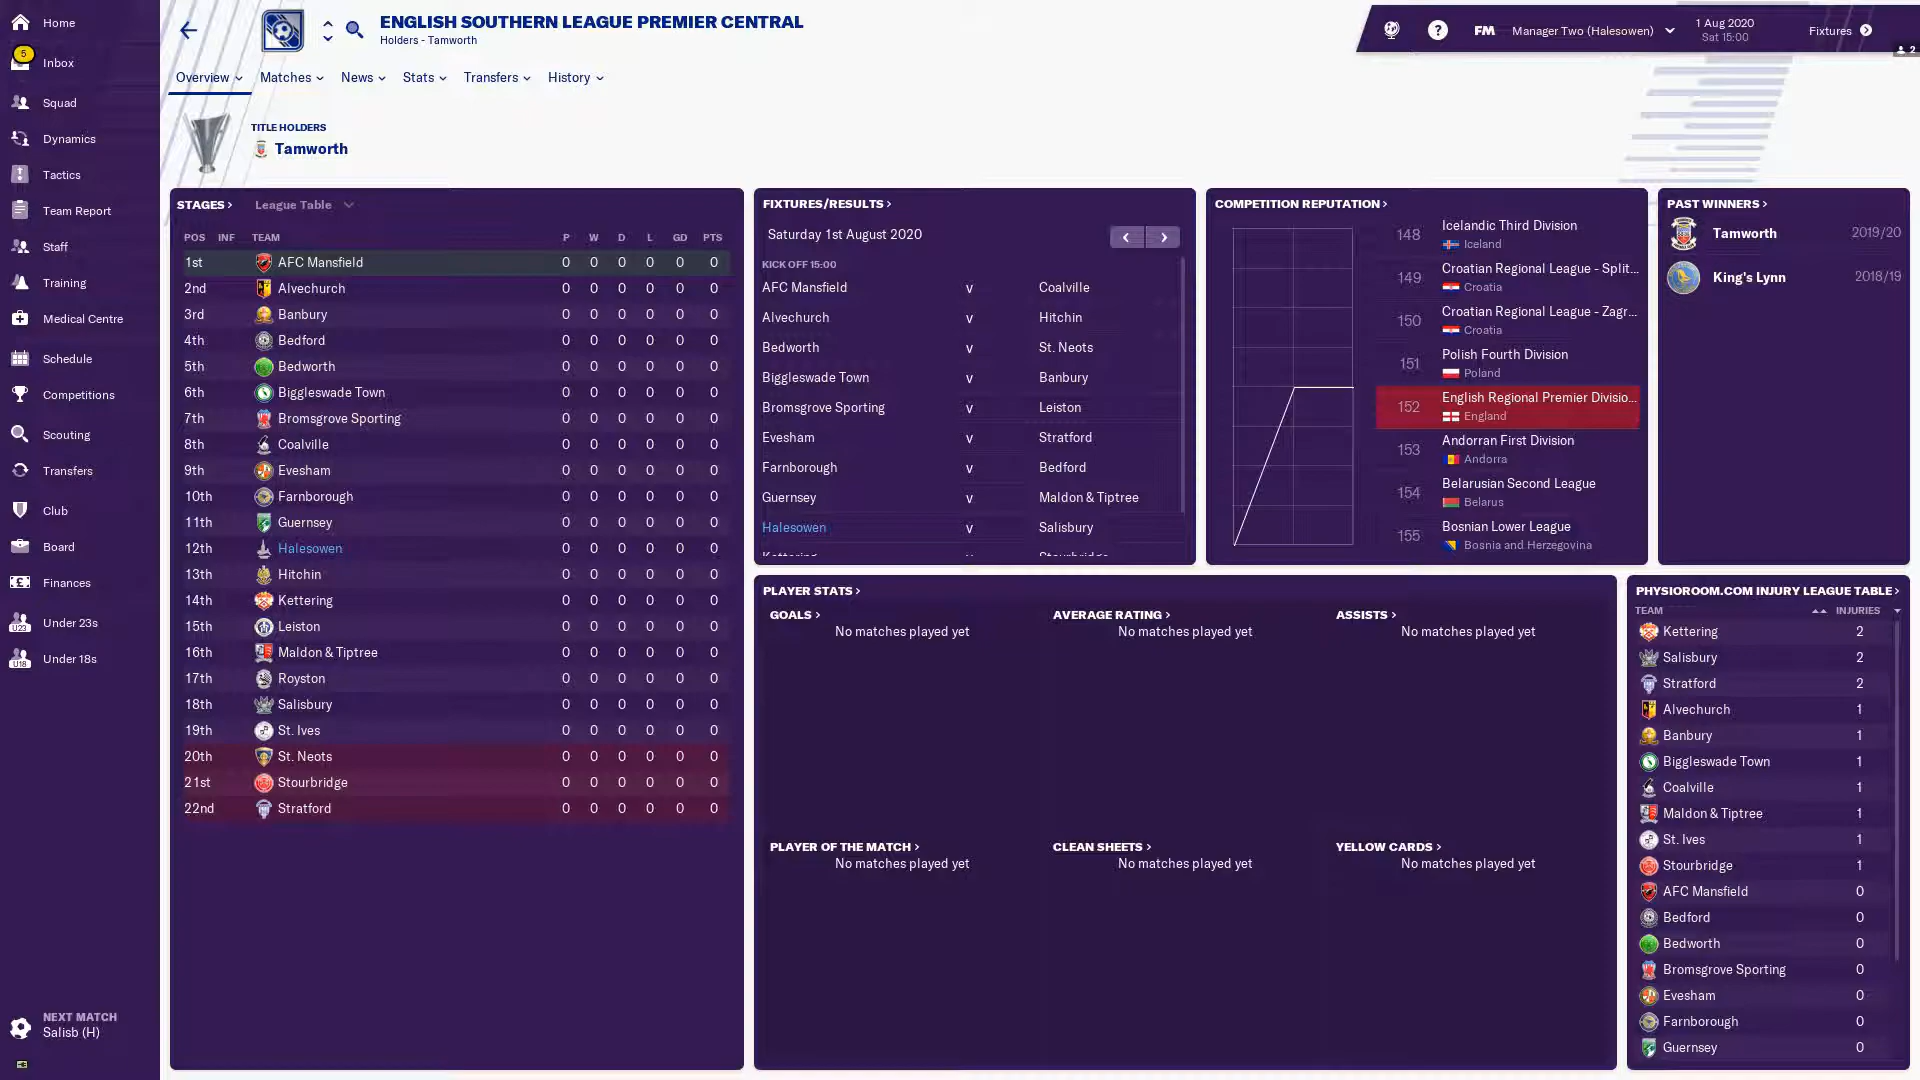 Home
5
Inbox
Squad
Dynamics
Tactics
Team Report
Staff
Training
Medical Centre
Schedule
Competitions
Scouting
Transfers
Club
Board
Finances
U23
Under 23s
U18
Under 18s
NEXT MATCH
Salisb (H)
ENGLISH SOUTHERN LEAGUE PREMIER CENTRAL
Holders - Tamworth
FM Manager Two (Halesowen)
1 Aug 2020
Sat 15:00
Fixtures
2
Overview Matches News Stats Transfers History
TITLE HOLDERS
Tamworth
STAGES > League Table
POS INF TEAM P W D L GD PTS
1st AFC Mansfield 0 0 0 0 0 0
2nd Alvechurch 0 0 0 0 0 0
3rd Banbury 0 0 0 0 0 0
4th Bedford 0 0 0 0 0 0
5th Bedworth 0 0 0 0 0 0
6th Biggleswade Town 0 0 0 0 0 0
7th Bromsgrove Sporting 0 0 0 0 0 0
8th Coalville 0 0 0 0 0 0
9th Evesham 0 0 0 0 0 0
10th Farnborough 0 0 0 0 0 0
11th Guernsey 0 0 0 0 0 0
12th Halesowen 0 0 0 0 0 0
13th Hitchin 0 0 0 0 0 0
14th Kettering 0 0 0 0 0 0
15th Leiston 0 0 0 0 0 0
16th Maldon & Tiptree 0 0 0 0 0 0
17th Royston 0 0 0 0 0 0
18th Salisbury 0 0 0 0 0 0
19th St. Ives 0 0 0 0 0 0
20th St. Neots 0 0 0 0 0 0
21st Stourbridge 0 0 0 0 0 0
22nd Stratford 0 0 0 0 0 0
FIXTURES/RESULTS >
Saturday 1st August 2020
KICK OFF 15:00
AFC Mansfield v Coalville
Alvechurch v Hitchin
Bedworth v St. Neots
Biggleswade Town v Banbury
Bromsgrove Sporting v Leiston
Evesham v Stratford
Farnborough v Bedford
Guernsey v Maldon & Tiptree
Halesowen v Salisbury
Kettering v Stourbridge
COMPETITION REPUTATION >
148 Icelandic Third Division
Iceland
149 Croatian Regional League - Split...
Croatia
150 Croatian Regional League - Zagr...
Croatia
151 Polish Fourth Division
Poland
152 English Regional Premier Divisio...
England
153 Andorran First Division
Andorra
154 Belarusian Second League
Belarus
155 Bosnian Lower League
Bosnia and Herzegovina
PAST WINNERS >
Tamworth 2019/20
King's Lynn 2018/19
PLAYER STATS >
GOALS >
No matches played yet
AVERAGE RATING >
No matches played yet
ASSISTS >
No matches played yet
PLAYER OF THE MATCH >
No matches played yet
CLEAN SHEETS >
No matches played yet
YELLOW CARDS >
No matches played yet
PHYSIOROOM.COM INJURY LEAGUE TABLE >
TEAM INJURIES
Kettering 2
Salisbury 2
Stratford 2
Alvechurch 1
Banbury 1
Biggleswade Town 1
Coalville 1
Maldon & Tiptree 1
St. Ives 1
Stourbridge 1
AFC Mansfield 0
Bedford 0
Bedworth 0
Bromsgrove Sporting 0
Evesham 0
Farnborough 0
Guernsey 0